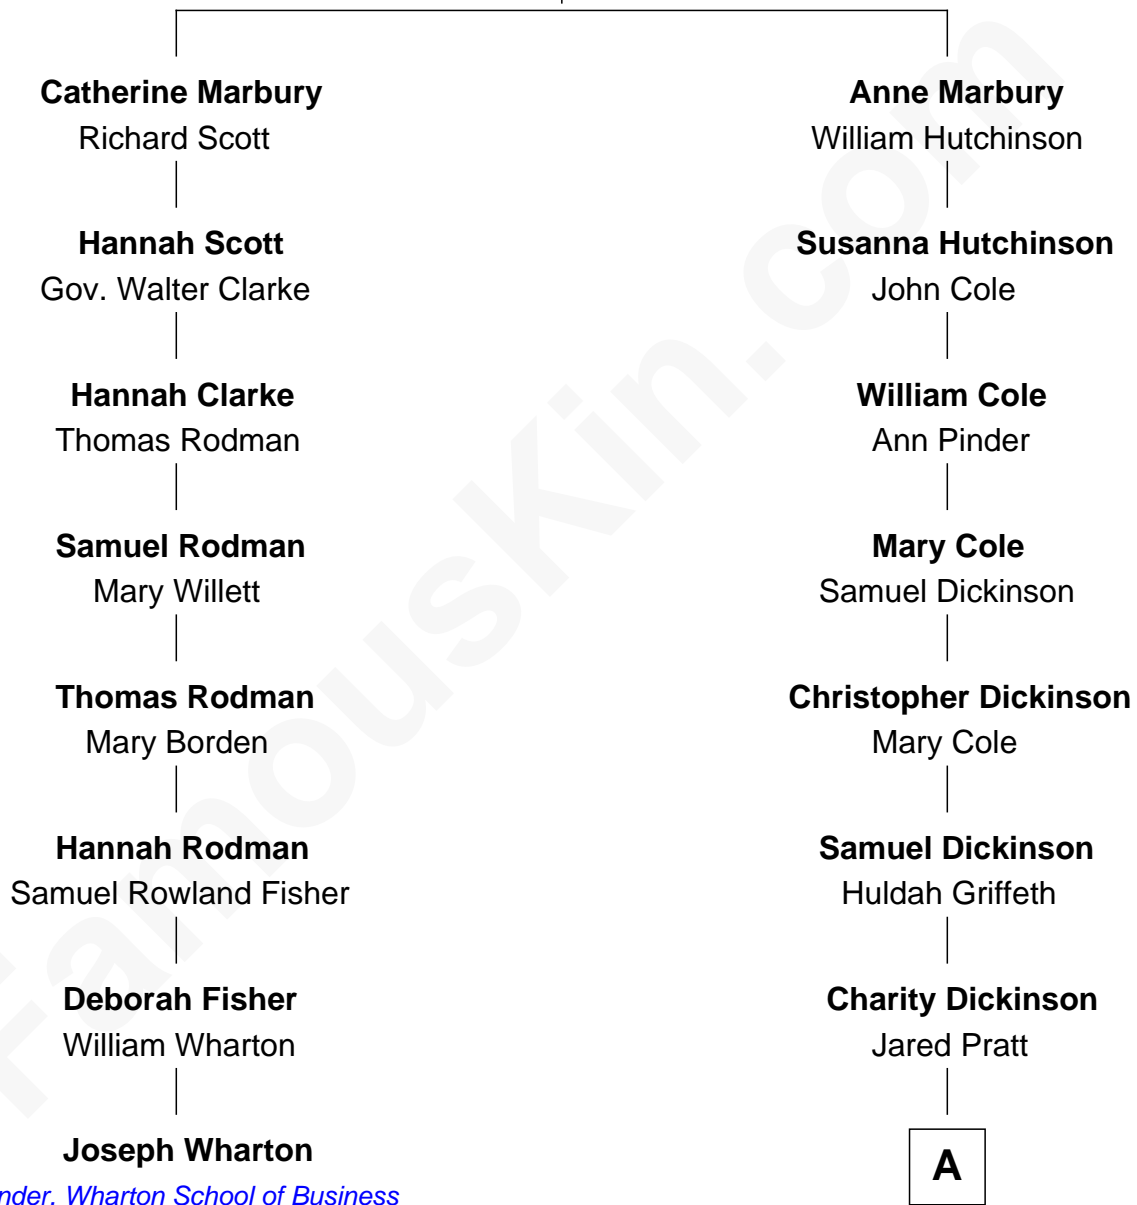 Catherine Marbury
Richard Scott
Hannah Scott
Gov. Walter Clarke
Hannah Clarke
Thomas Rodman
Samuel Rodman
Mary Willett
Thomas Rodman
Mary Borden
Hannah Rodman
Samuel Rowland Fisher
Deborah Fisher
William Wharton
Joseph Wharton
nder, Wharton School of Business
Anne Marbury
William Hutchinson
Susanna Hutchinson
John Cole
William Cole
Ann Pinder
Mary Cole
Samuel Dickinson
Christopher Dickinson
Mary Cole
Samuel Dickinson
Huldah Griffeth
Charity Dickinson
Jared Pratt
A
FamousKin.com